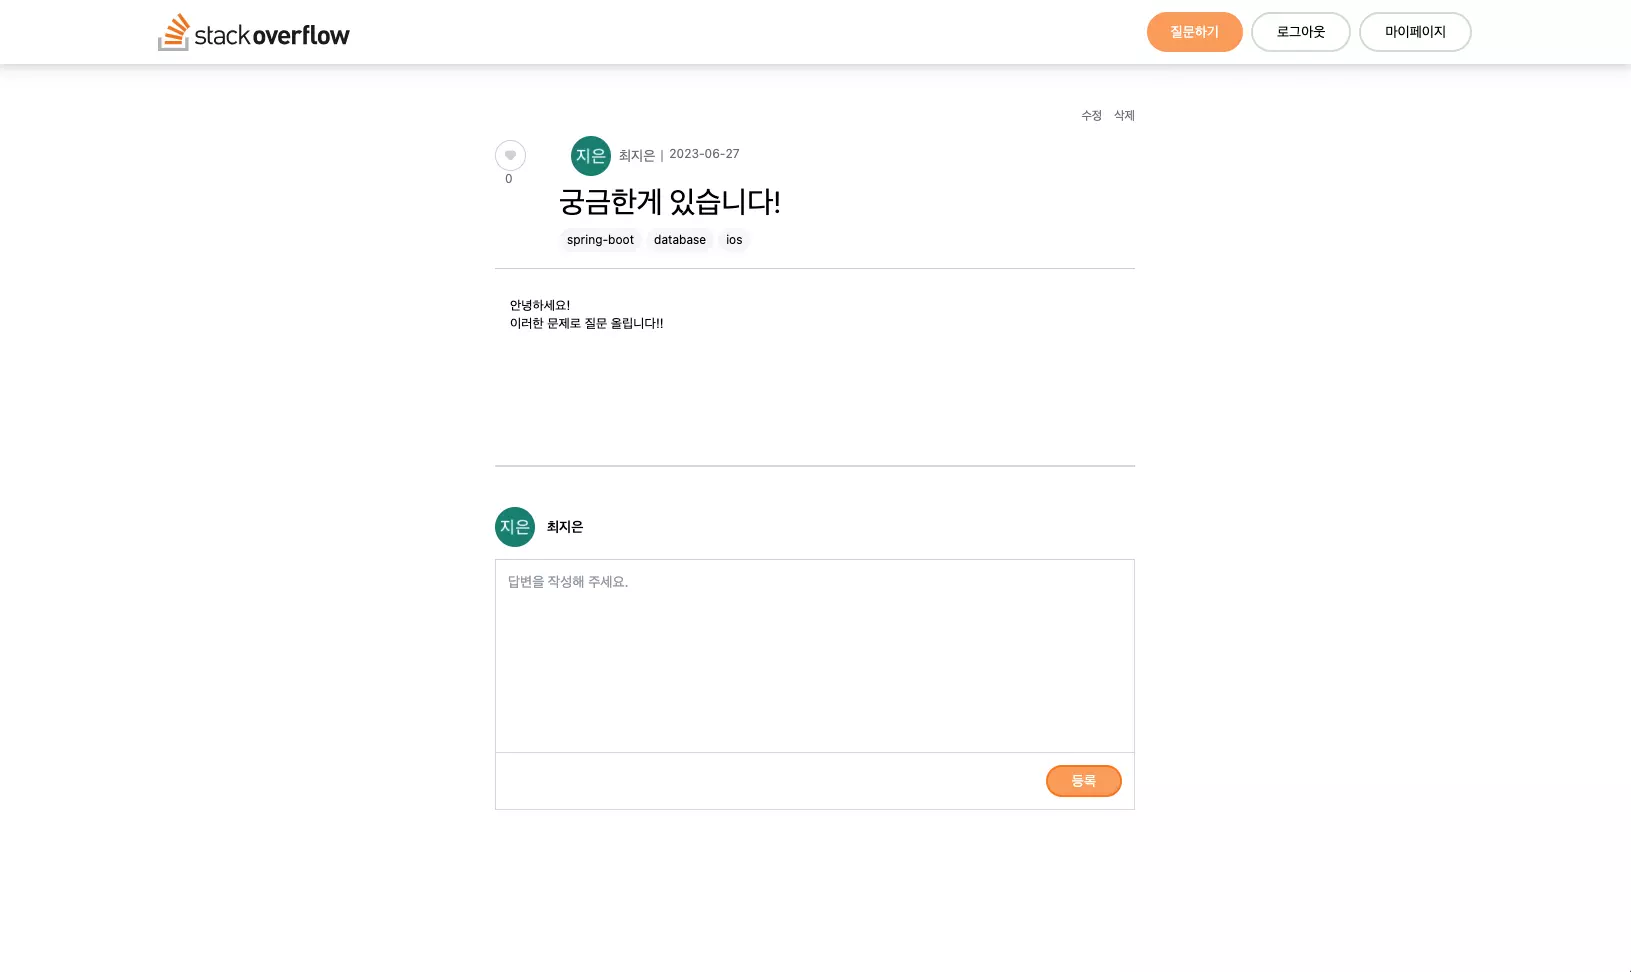 stack overflow
질문하기 로그아웃 마이페이지
수정 삭제
지은 최지은 | 2023-06-27
0
궁금한게 있습니다!
spring-boot database ios
안녕하세요!
이러한 문제로 질문 올립니다!!
지은 최지은
답변을 작성해 주세요.
등록